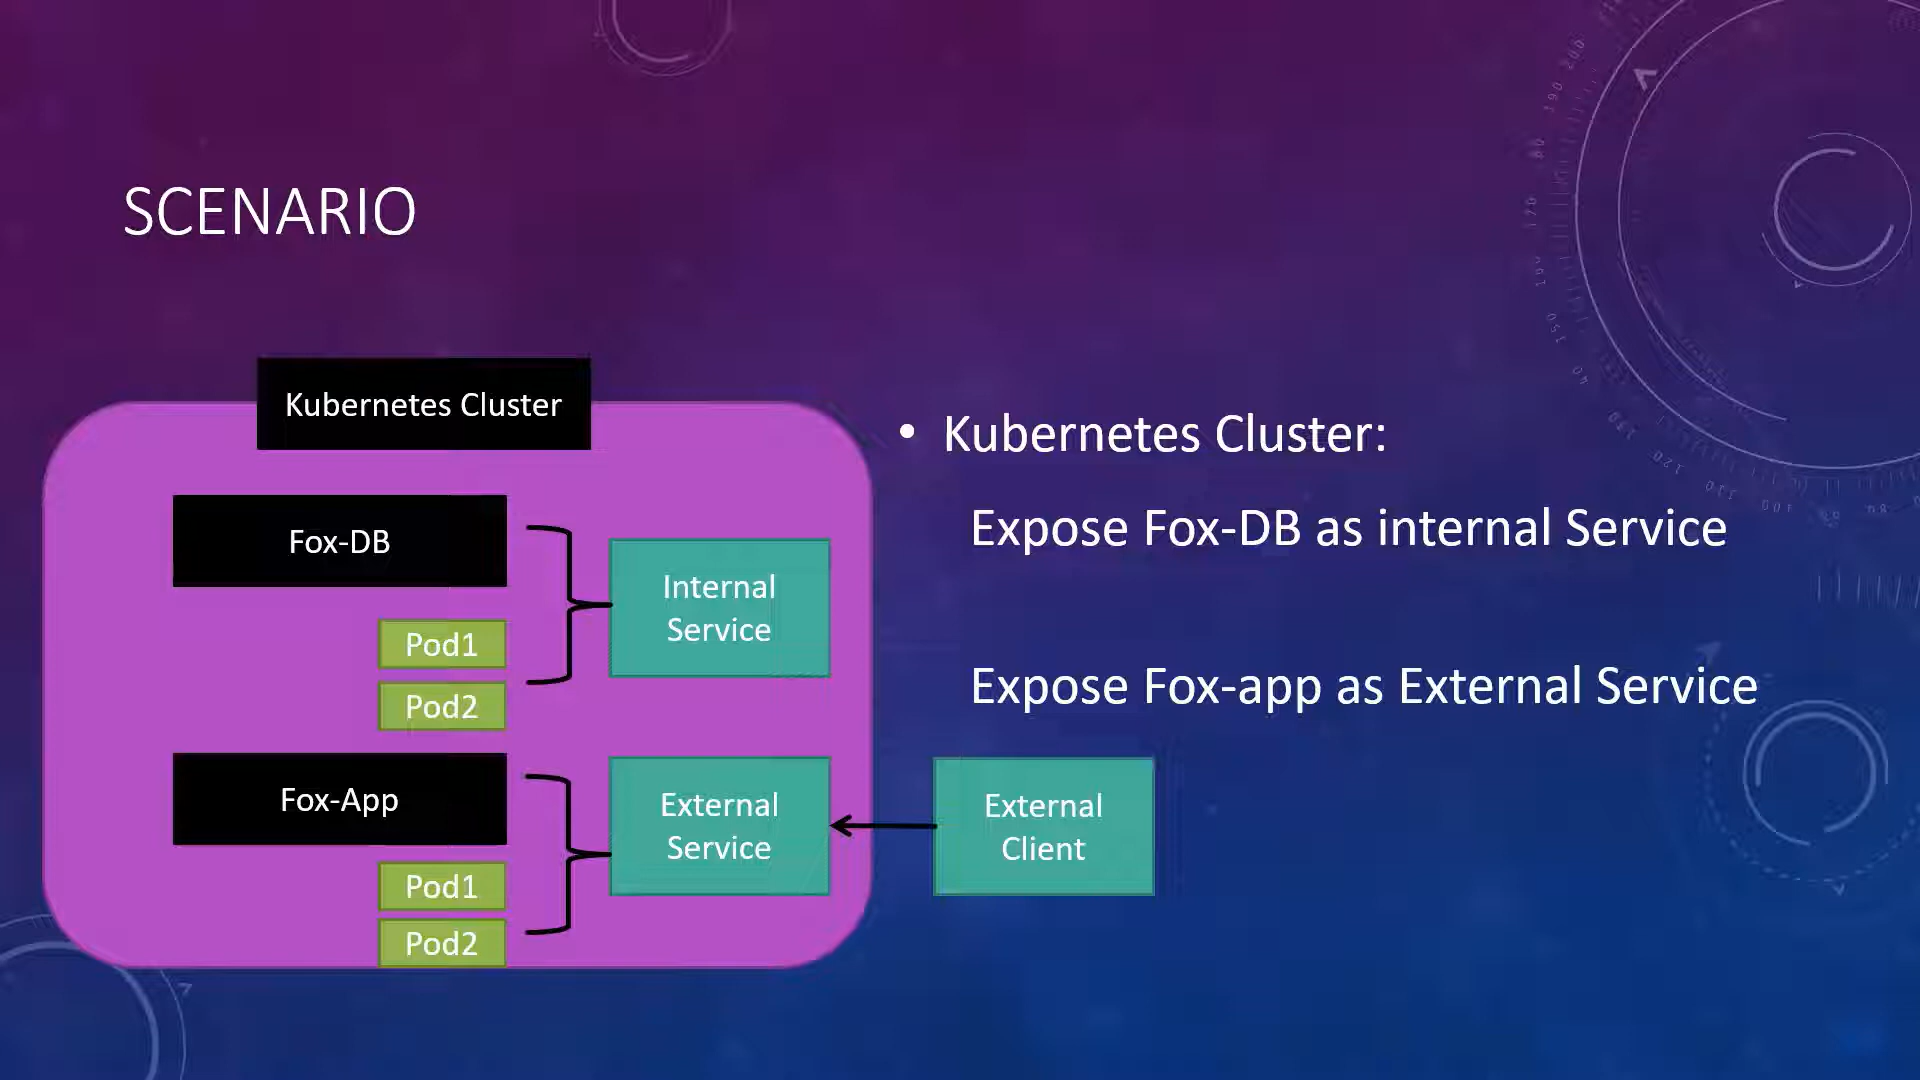 SCENARIO
Kubernetes Cluster
Fox-DB
Pod1
Pod2
Internal
Service
Fox-App
Pod1
Pod2
External
Service
External
Client
• Kubernetes Cluster:
Expose Fox-DB as internal Service
Expose Fox-app as External Service